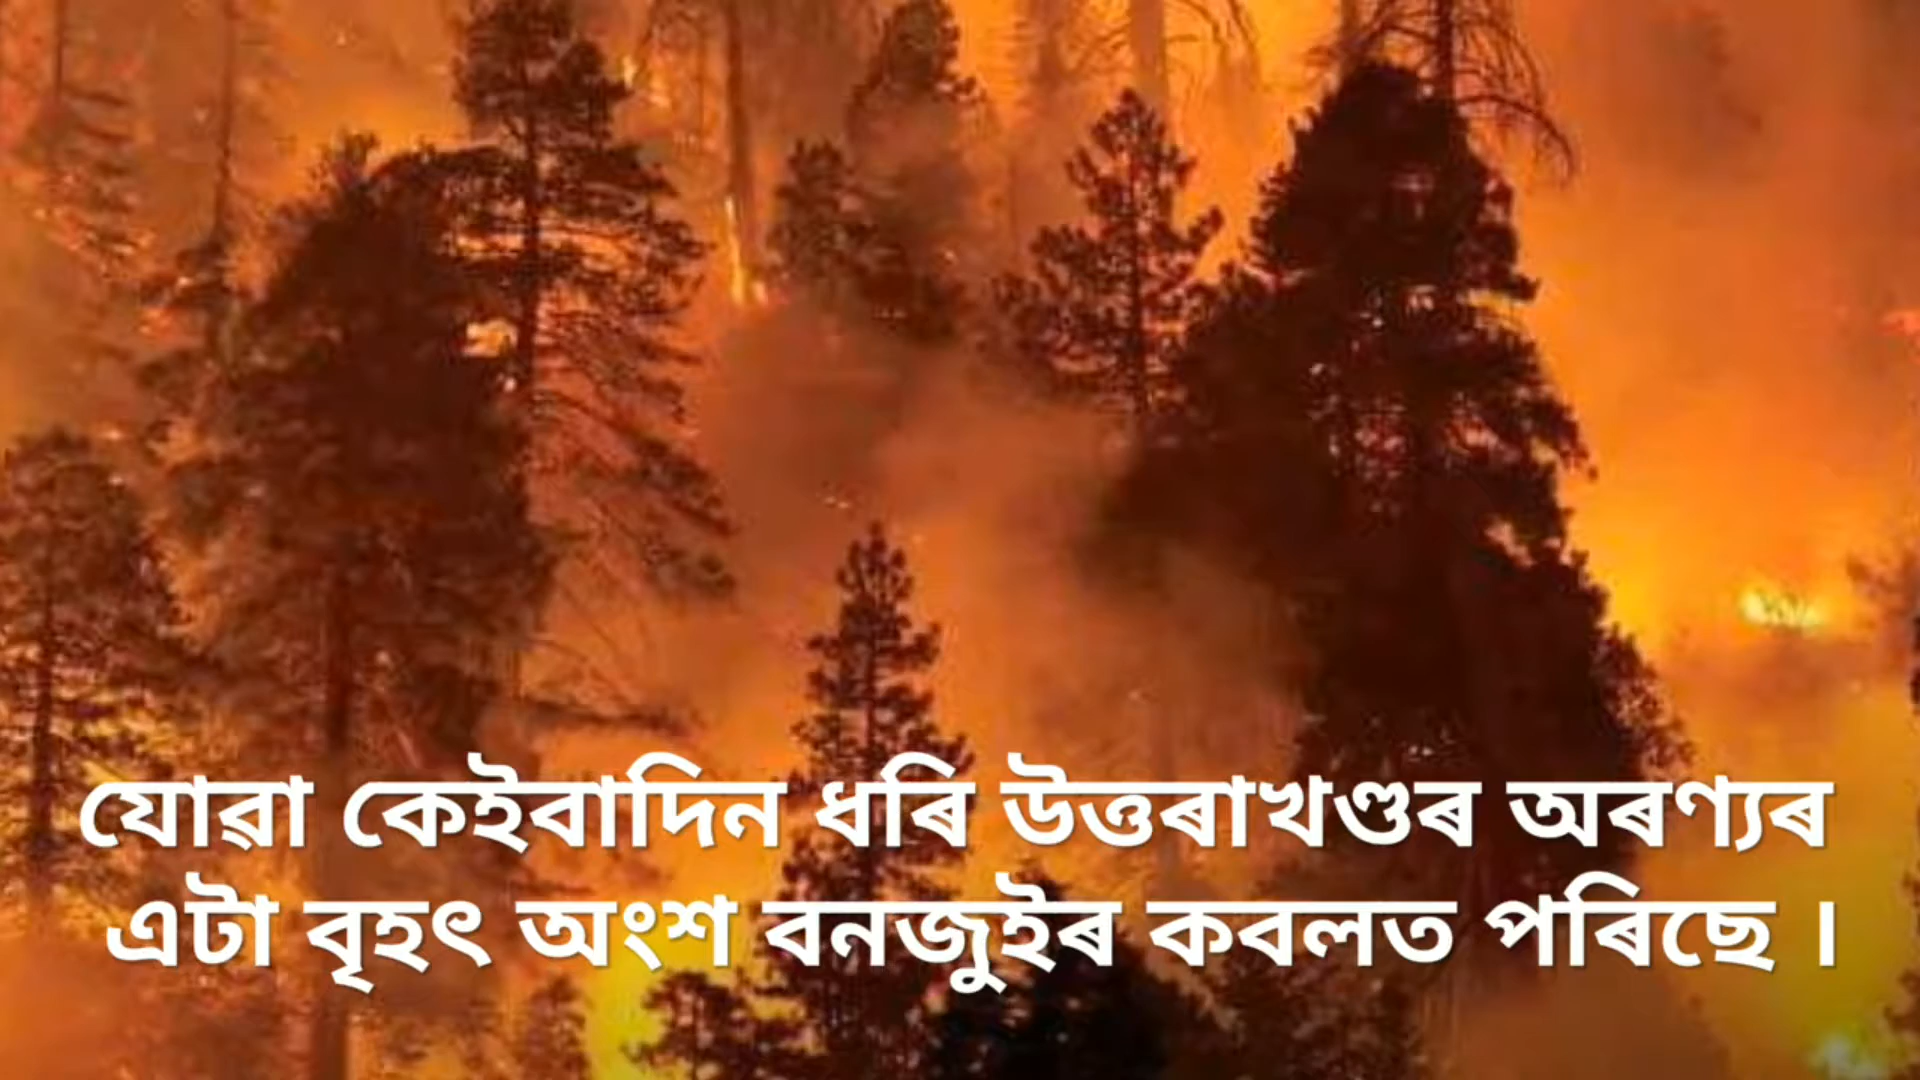 যোৱা কেইবাদিন ধৰি উত্তৰাখণ্ডৰ অৰণ্যৰ
এটা বৃহৎ অংশ বনজুইৰ কবলত পৰিছে ।